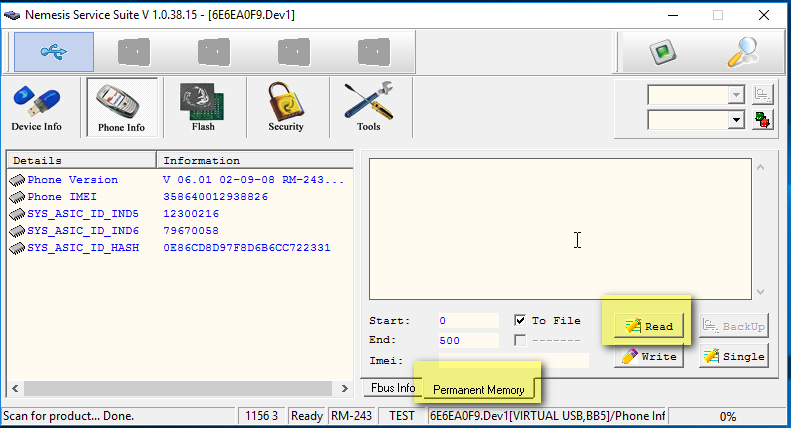 Nemesis Service Suite V 1.0.38.15 - [6E6EA0F9.Dev1]
Device Info
Phone Info
Flash
Security
Tools
Details Information
Phone Version V 06.01 02-09-08 RM-243...
Phone IMEI 358640012938826
SYS_ASIC_ID_IND5 12300216
SYS_ASIC_ID_IND6 79670058
SYS_ASIC_ID_HASH 0E86CD8D97F8D6B6CC722331
Start: 0 To File Read BackUp
End: 500 -------
Imei: Write Single
Fbus Info Permanent Memory
Scan for product... Done. 1156 3 Ready RM-243 TEST 6E6EA0F9.Dev1[VIRTUAL USB,BB5]/Phone Inf 0%